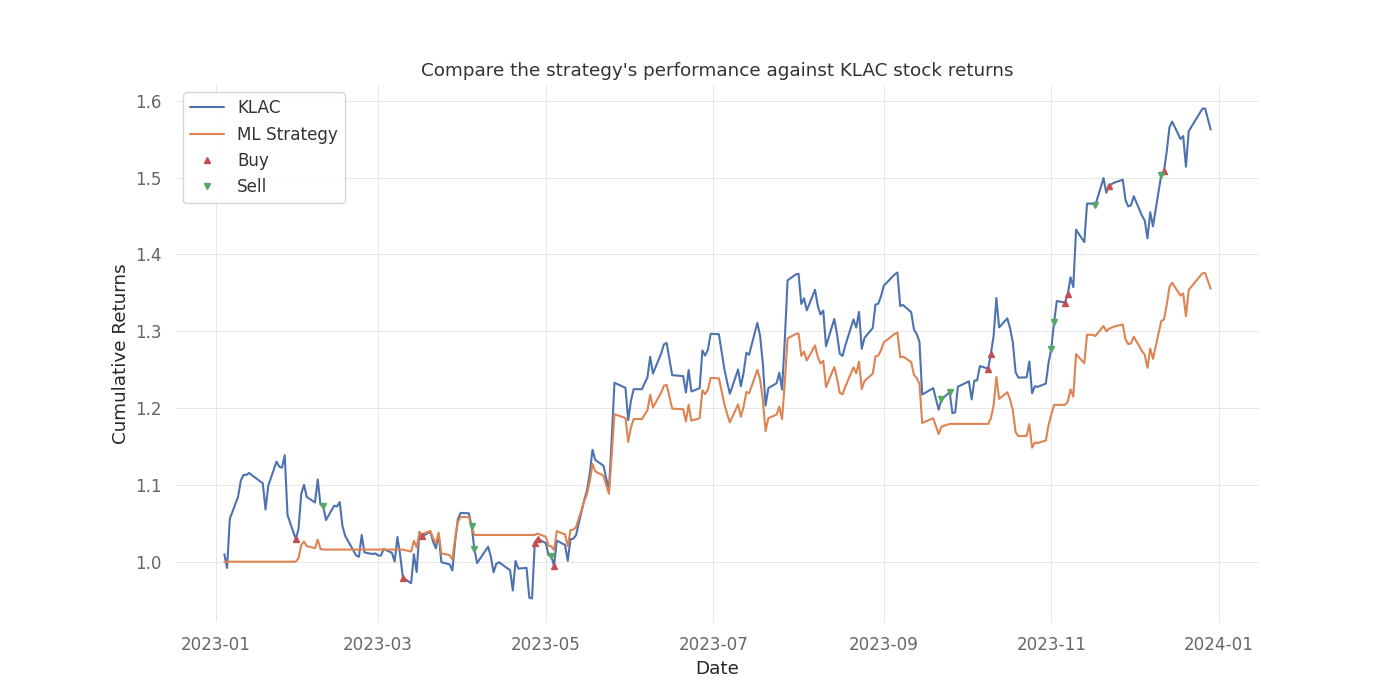 Compare the strategy's performance against KLAC stock returns
KLAC
ML Strategy
Buy
Sell
1.6
1.5
1.4
1.3
1.2
1.1
1.0
Cumulative Returns
2023-01 2023-03 2023-05 2023-07 2023-09 2023-11 2024-01
Date